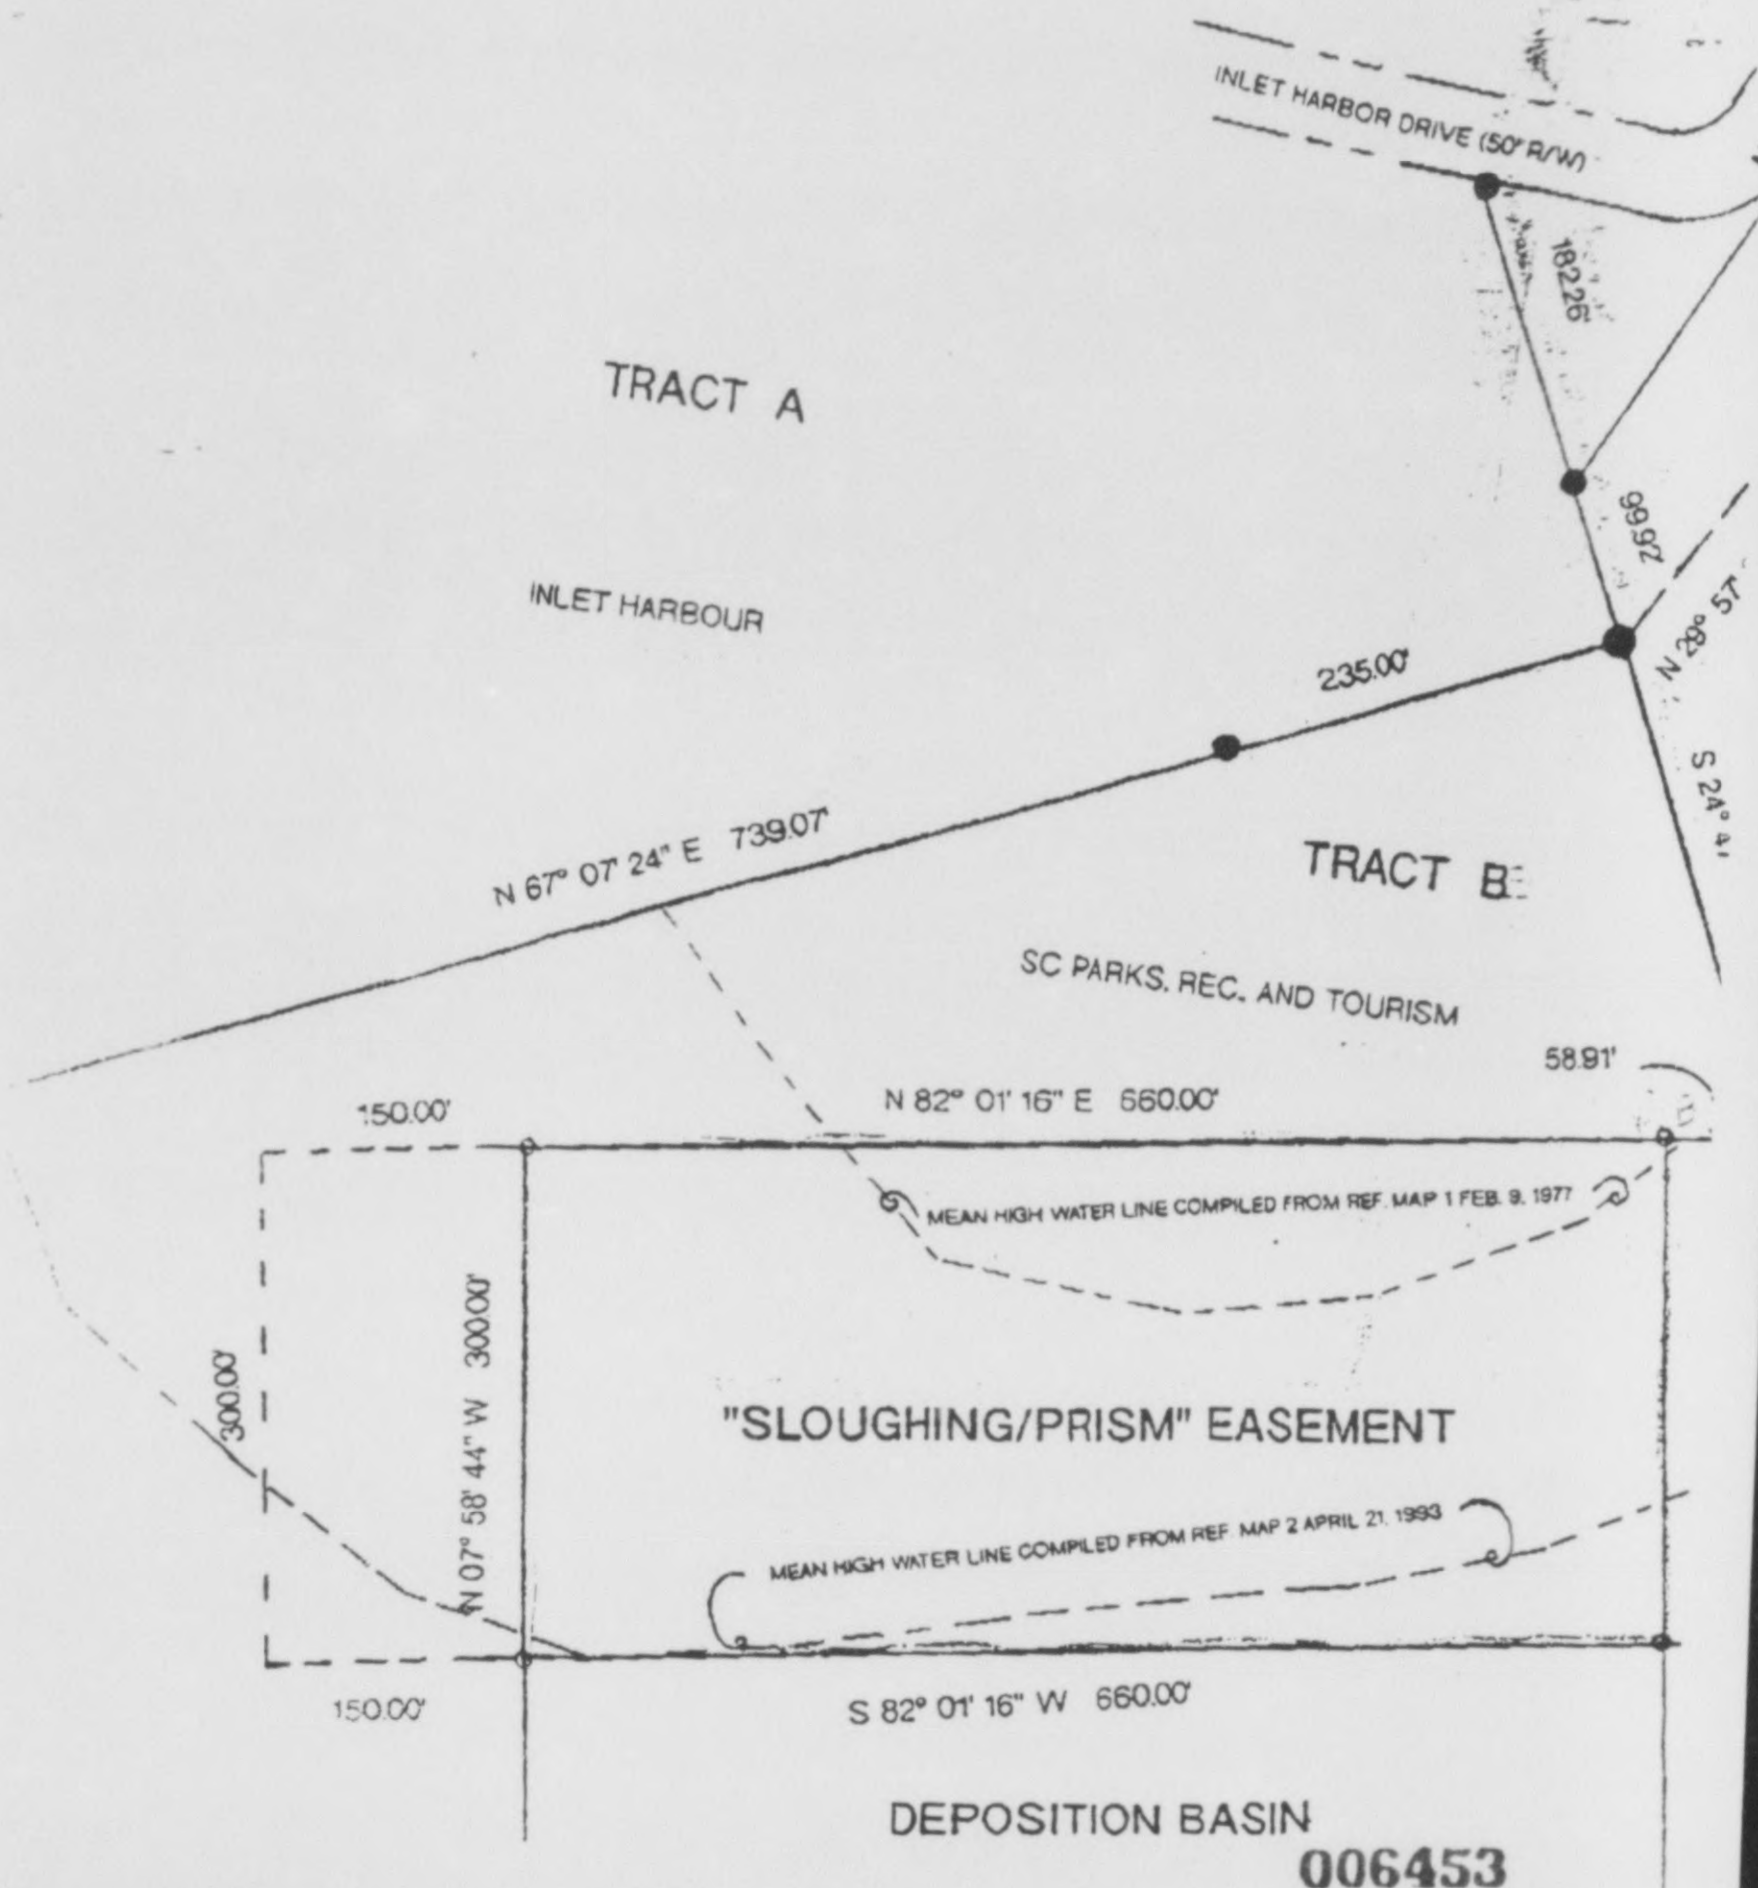 INLET HARBOR DRIVE (50' R/W)
182.26'
TRACT A
99.92
INLET HARBOUR
N 29° 57'
235.00'
S 24° 41'
N 67° 07' 24" E 739.07'
TRACT B
SC PARKS, REC., AND TOURISM
58.91'
150.00'
N 82° 01' 16" E 660.00'
MEAN HIGH WATER LINE COMPILED FROM REF. MAP 1 FEB. 9, 1977
300.00'
N 07° 58' 44" W 300.00'
"SLOUGHING/PRISM" EASEMENT
MEAN HIGH WATER LINE COMPILED FROM REF. MAP 2 APRIL 21, 1993
150.00'
S 82° 01' 16" W 660.00'
DEPOSITION BASIN
006453